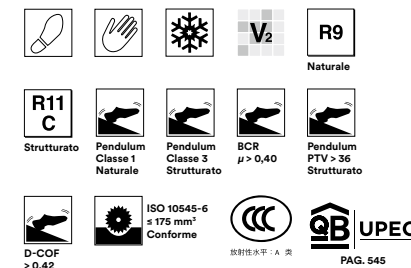 V2
R9
Naturale
R11
C
Strutturato
Pendulum
Classe 1
Naturale
Pendulum
Classe 3
Strutturato
BCR
μ > 0,40
Pendulum
PTV > 36
Strutturato
D-COF
> 0,42
ISO 10545-6
≤ 175 mm³
Conforme
CCC
放射性水平：A 类
QB UPEC
PAG. 545